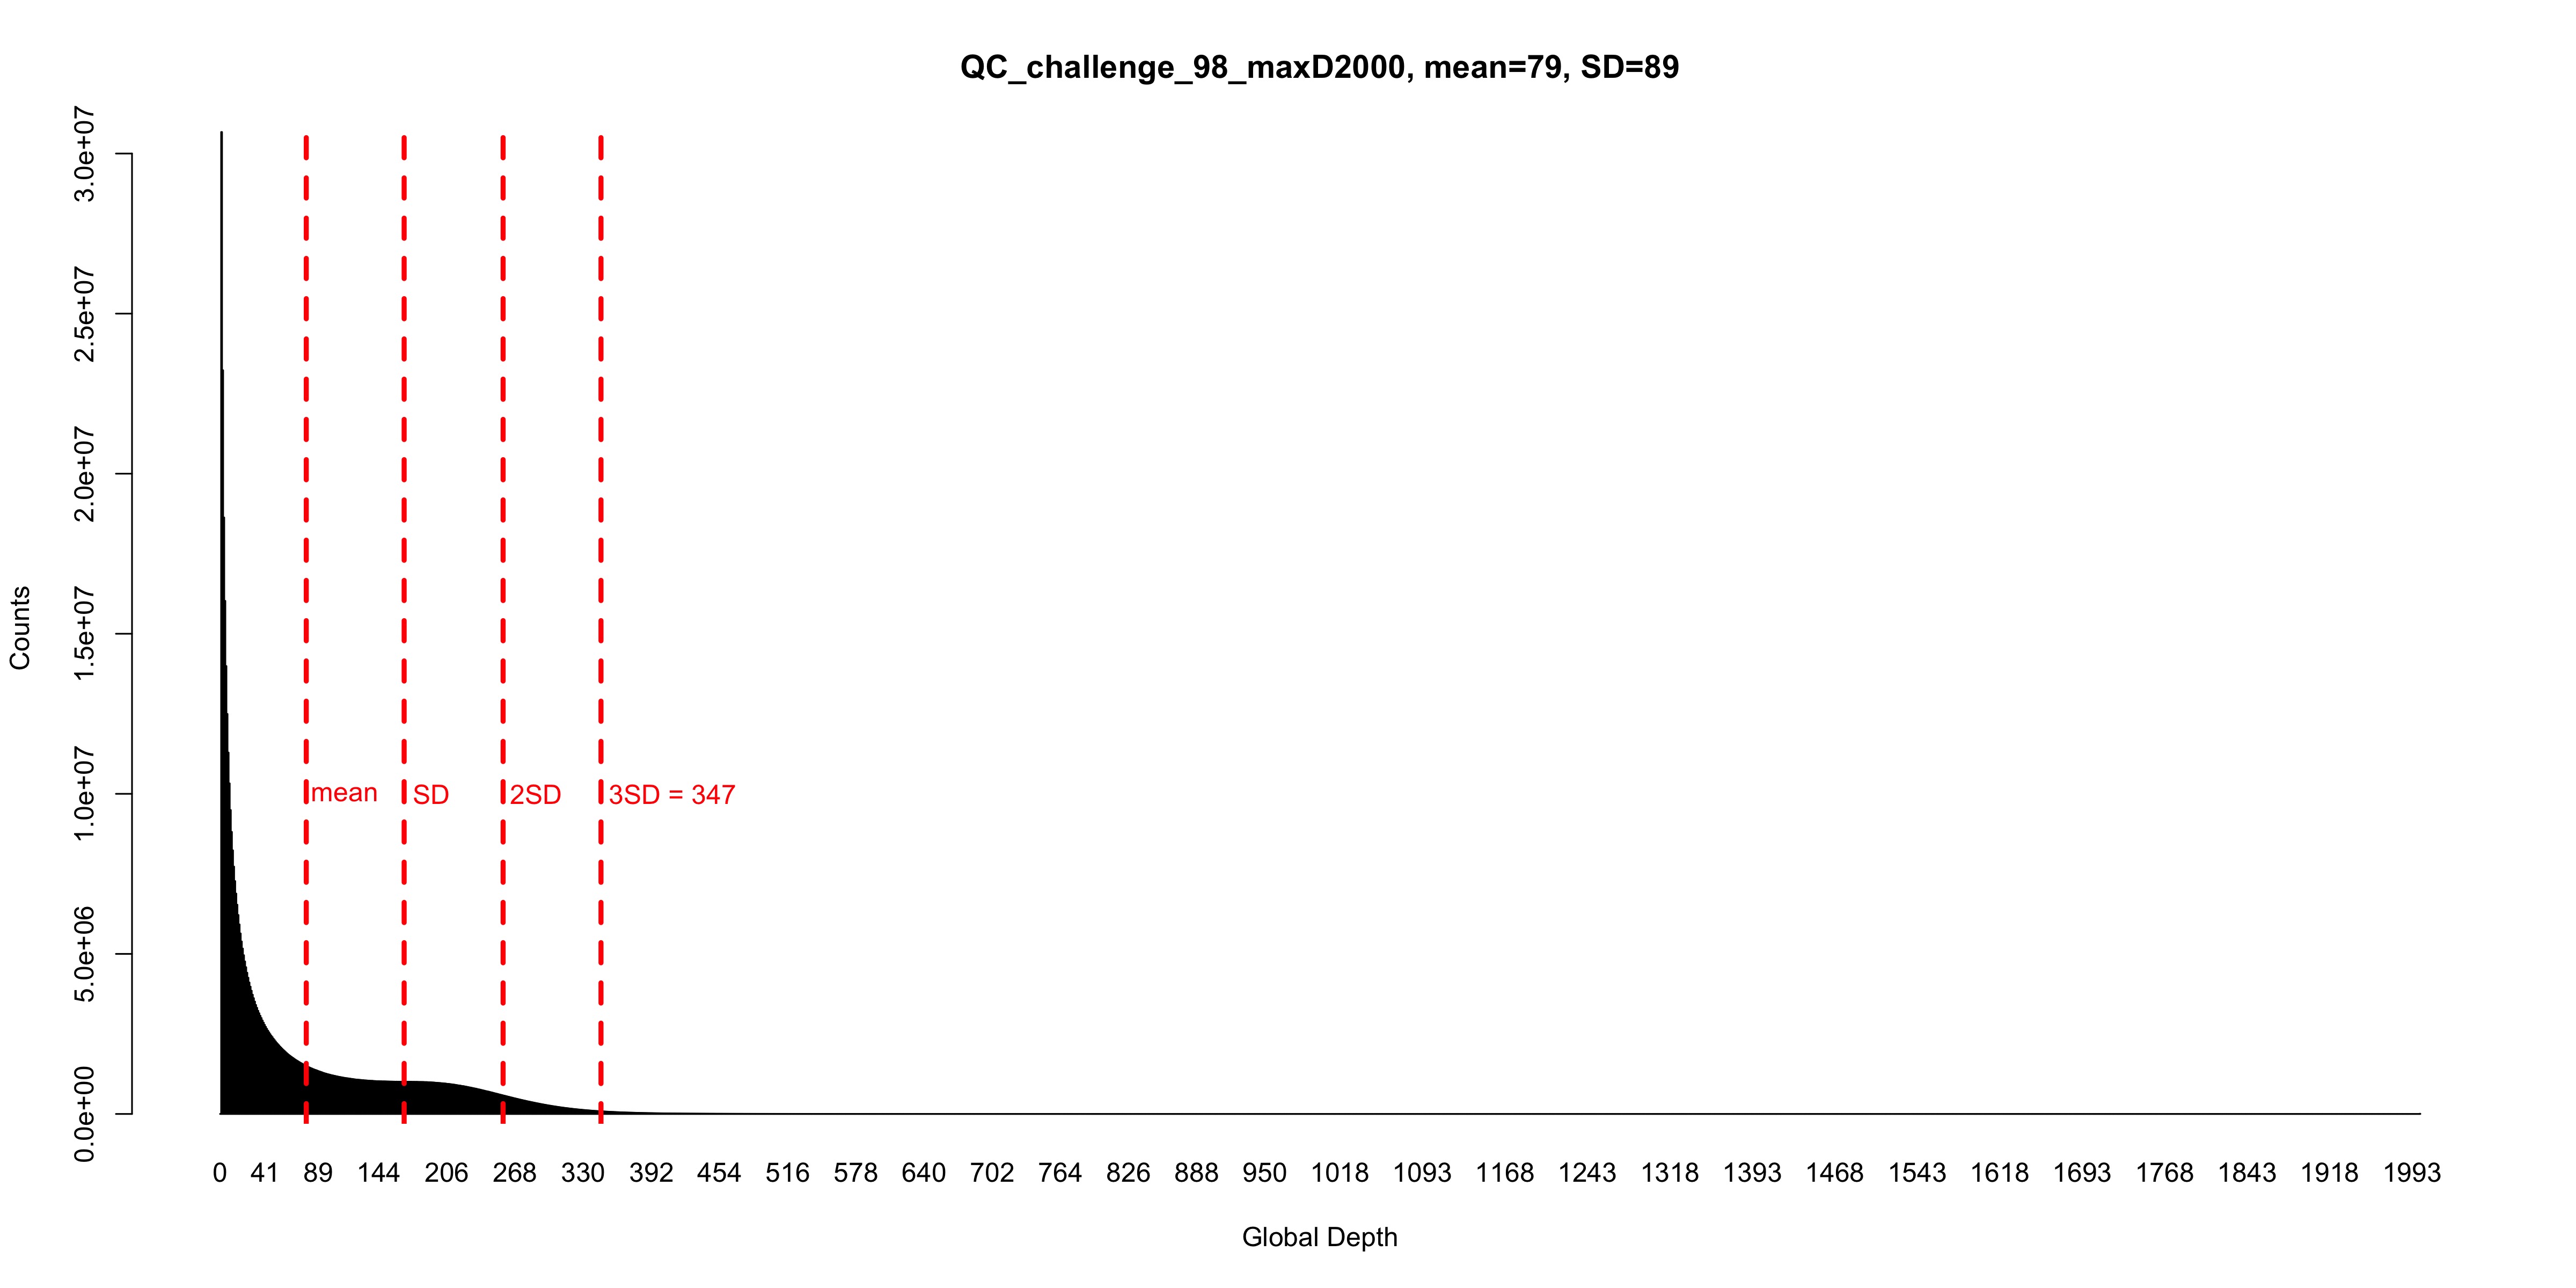 QC_challenge_98_maxD2000, mean=79, SD=89
3.0e+07
2.5e+07
2.0e+07
1.5e+07
1.0e+07
5.0e+06
0.0e+00
Counts
mean SD 2SD 3SD = 347
0 41 89 144 206 268 330 392 454 516 578 640 702 764 826 888 950 1018 1093 1168 1243 1318 1393 1468 1543 1618 1693 1768 1843 1918 1993
Global Depth